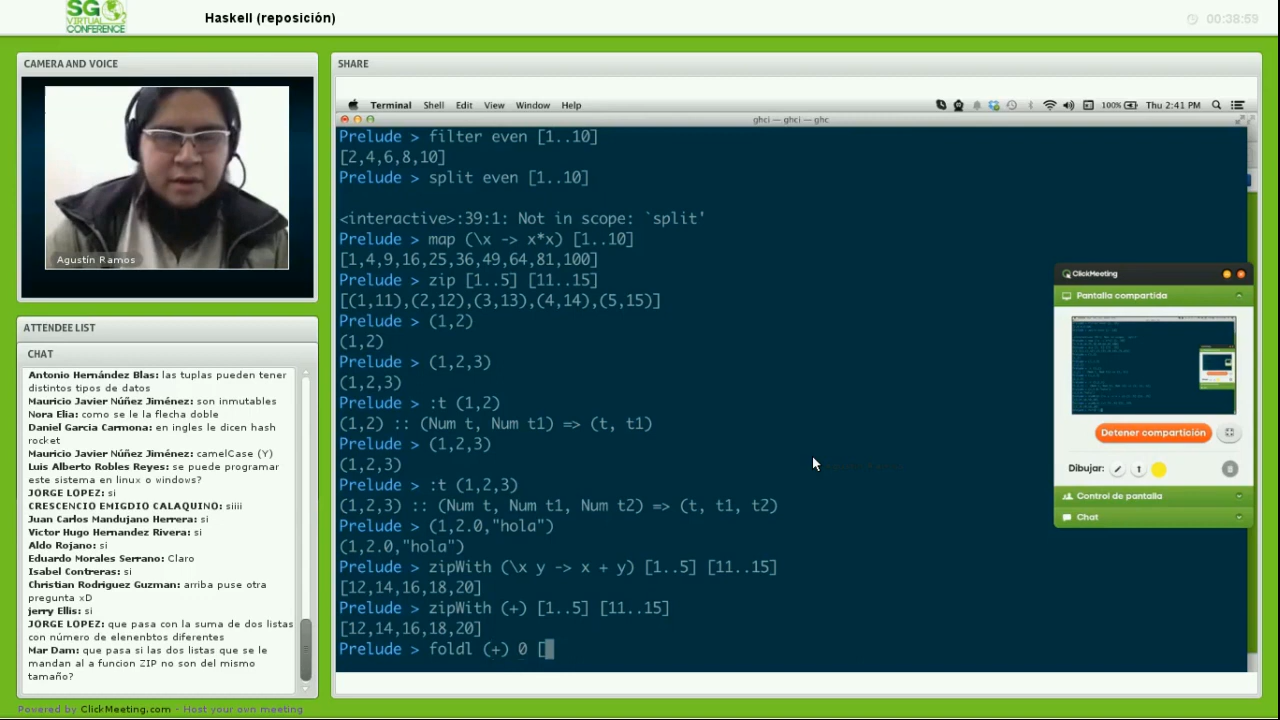 SG
VIRTUAL
CONFERENCE
Haskell (reposición)
00:38:59
CAMERA AND VOICE
Agustín Ramos
ATTENDEE LIST
CHAT
Antonio Hernández Blas: las tuplas pueden tener
distintos tipos de datos
Mauricio Javier Núñez Jiménez: son inmutables
Nora Elia: como se le la flecha doble
Daniel Garcia Carmona: en ingles le dicen hash
rocket
Mauricio Javier Núñez Jiménez: camelCase (Y)
Luis Alberto Robles Reyes: se puede programar
este sistema en linux o windows?
JORGE LOPEZ: si
CRESCENCIO EMIGDIO CALAQUINO: siiii
Juan Carlos Mandujano Herrera: si
Victor Hugo Hernandez Rivera: si
Aldo Rojano: si
Eduardo Morales Serrano: Claro
Isabel Contreras: si
Christian Rodriguez Guzman: arriba puse otra
pregunta xD
jerry Ellis: si
JORGE LOPEZ: que pasa con la suma de dos listas
con número de elenenbtos diferentes
Mar Dam: que pasa si las dos listas que se le
mandan al a funcion ZIP no son del mismo
tamaño?
SHARE
Terminal Shell Edit View Window Help
100% Thu 2:41 PM
ghci — ghci — ghc
Prelude > filter even [1..10]
[2,4,6,8,10]
Prelude > split even [1..10]
<interactive>:39:1: Not in scope: `split'
Prelude > map (\x -> x*x) [1..10]
[1,4,9,16,25,36,49,64,81,100]
Prelude > zip [1..5] [11..15]
[(1,11),(2,12),(3,13),(4,14),(5,15)]
Prelude > (1,2)
(1,2)
Prelude > (1,2,3)
(1,2,3)
Prelude > :t (1,2)
(1,2) :: (Num t, Num t1) => (t, t1)
Prelude > (1,2,3)
(1,2,3)
Prelude > :t (1,2,3)
(1,2,3) :: (Num t, Num t1, Num t2) => (t, t1, t2)
Prelude > (1,2.0,"hola")
(1,2.0,"hola")
Prelude > zipWith (\x y -> x + y) [1..5] [11..15]
[12,14,16,18,20]
Prelude > zipWith (+) [1..5] [11..15]
[12,14,16,18,20]
Prelude > foldl (+) 0 [
ClickMeeting
Pantalla compartida
Detener compartición
Dibujar:
Control de pantalla
Chat
Powered by ClickMeeting.com - Host your own meeting